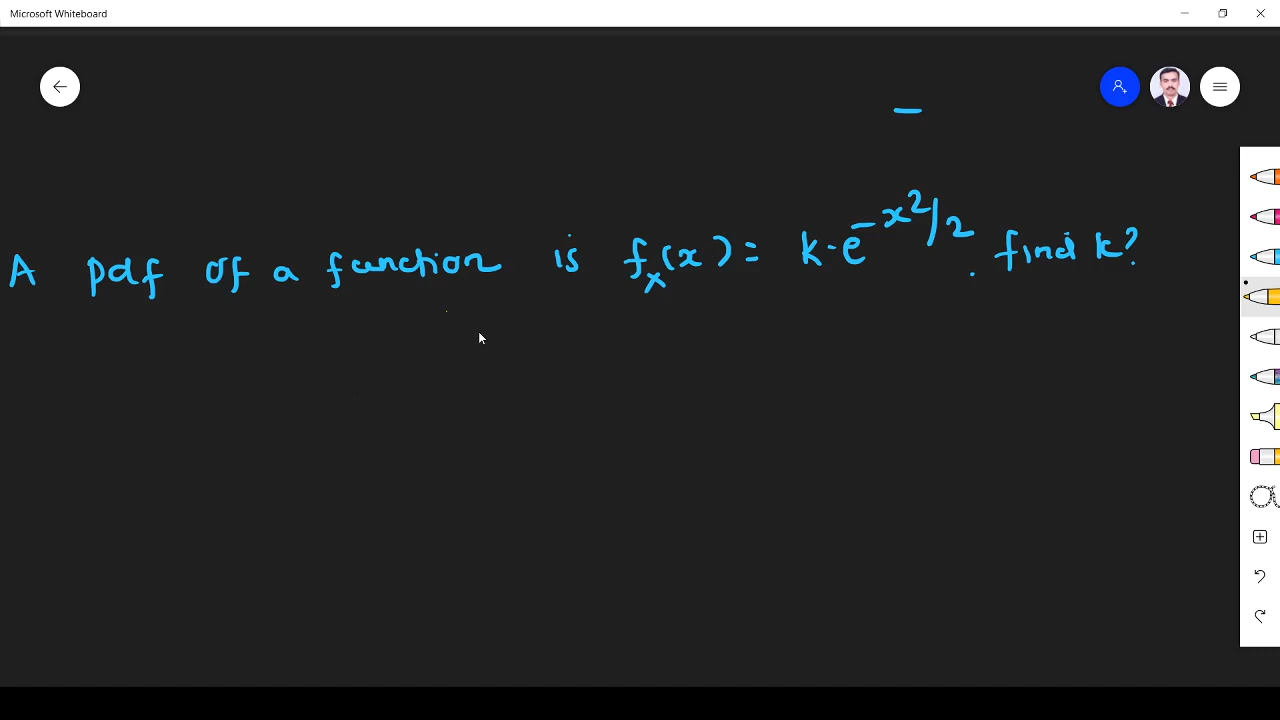 Microsoft Whiteboard
A pdf of a function is fₓ(x) = k·e^{-x²/2}. find k?